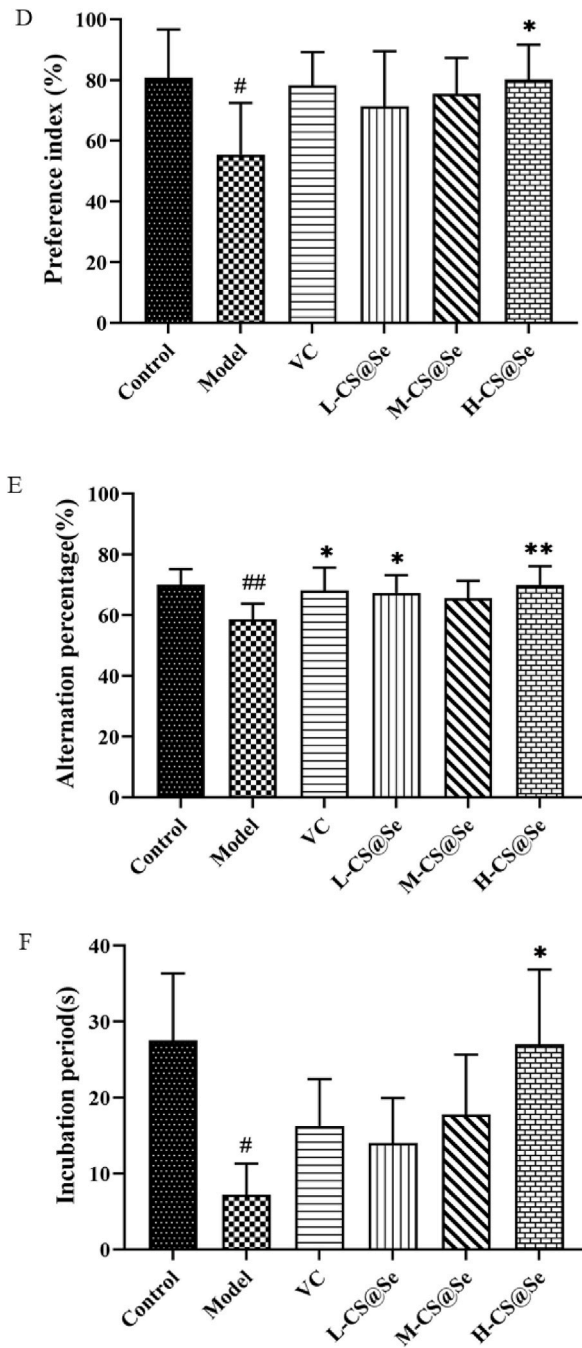 D
Preference index (%)
100
80
60
40
20
0
#
*
Control
Model
VC
L-CS@Se
M-CS@Se
H-CS@Se
E
Alternation percentage(%)
100
80
60
40
20
0
##
*
*
**
Control
Model
VC
L-CS@Se
M-CS@Se
H-CS@Se
F
Incubation period(s)
40
30
20
10
0
#
*
Control
Model
VC
L-CS@Se
M-CS@Se
H-CS@Se